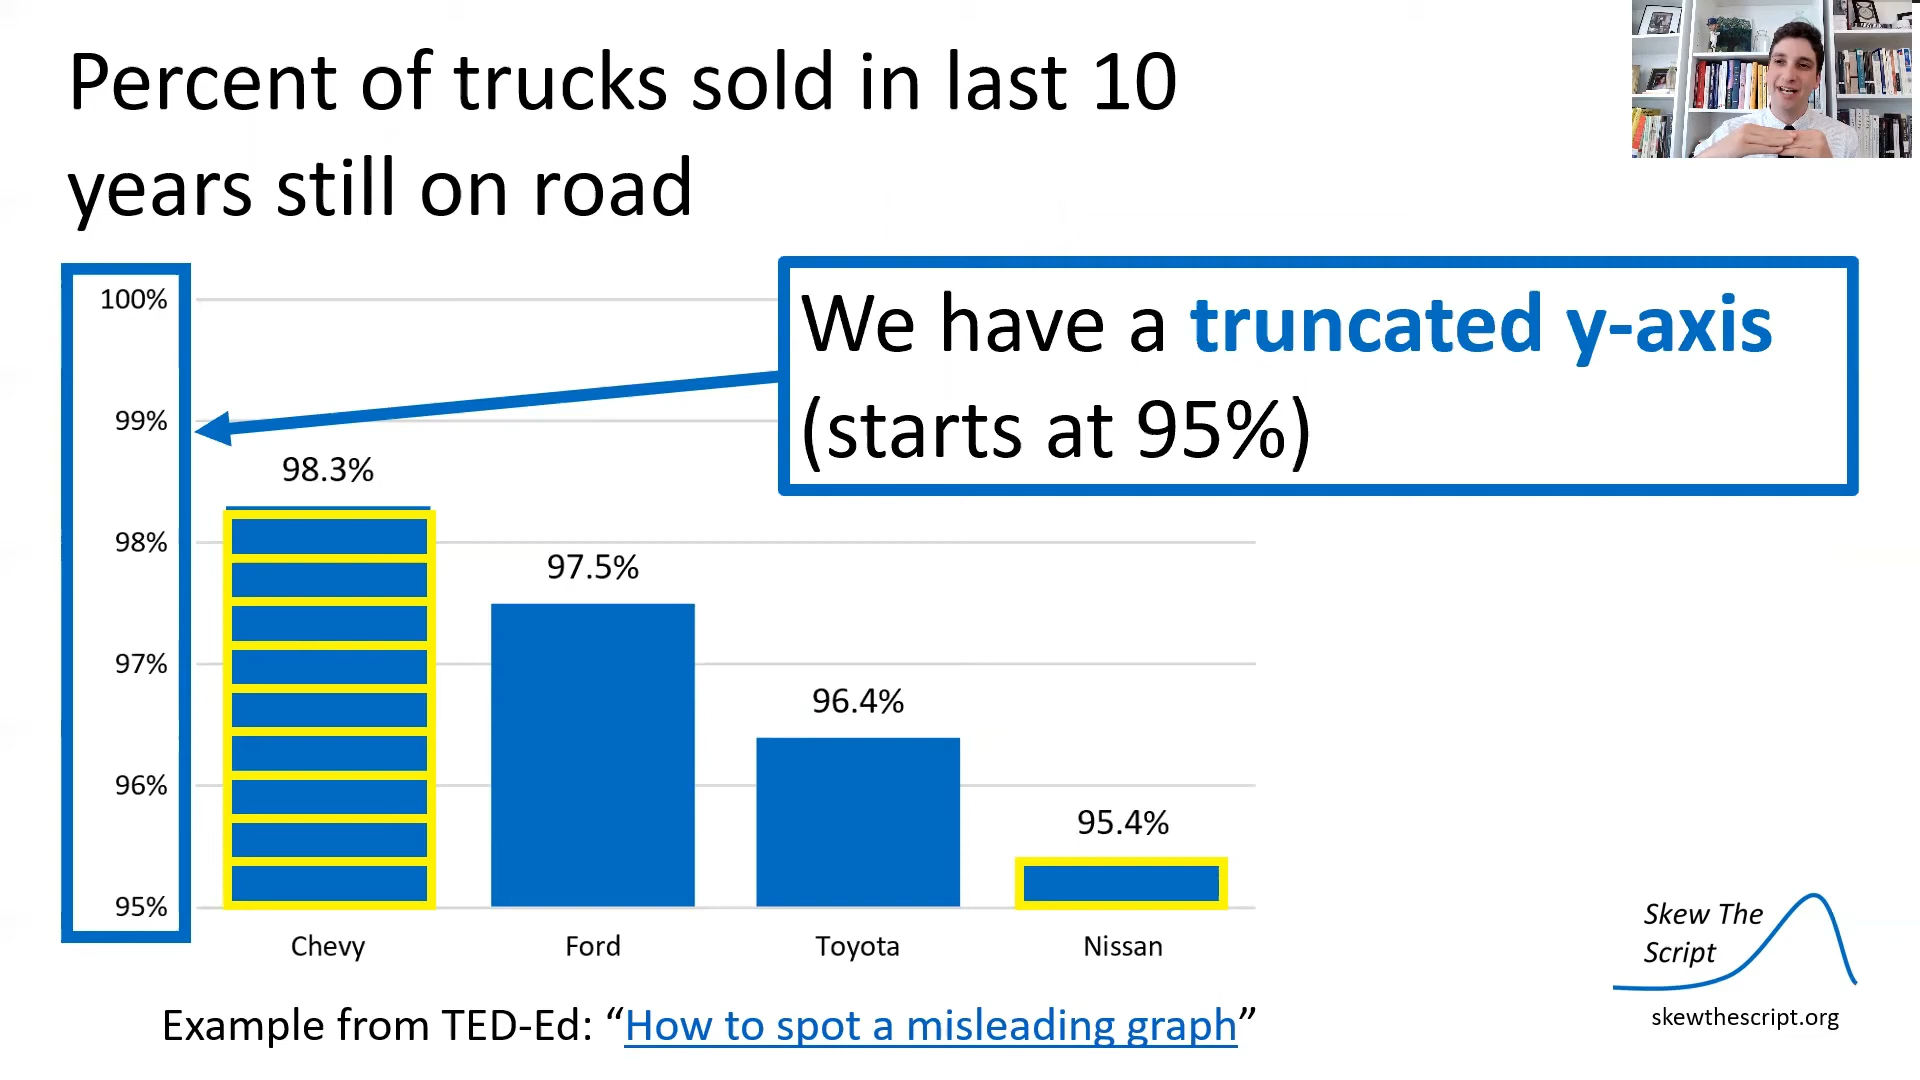 Percent of trucks sold in last 10
years still on road
We have a truncated y-axis
(starts at 95%)
100%
99%
98%
97%
96%
95%
98.3%
97.5%
96.4%
95.4%
Chevy
Ford
Toyota
Nissan
Skew The
Script
skewthescript.org
Example from TED-Ed: “How to spot a misleading graph”